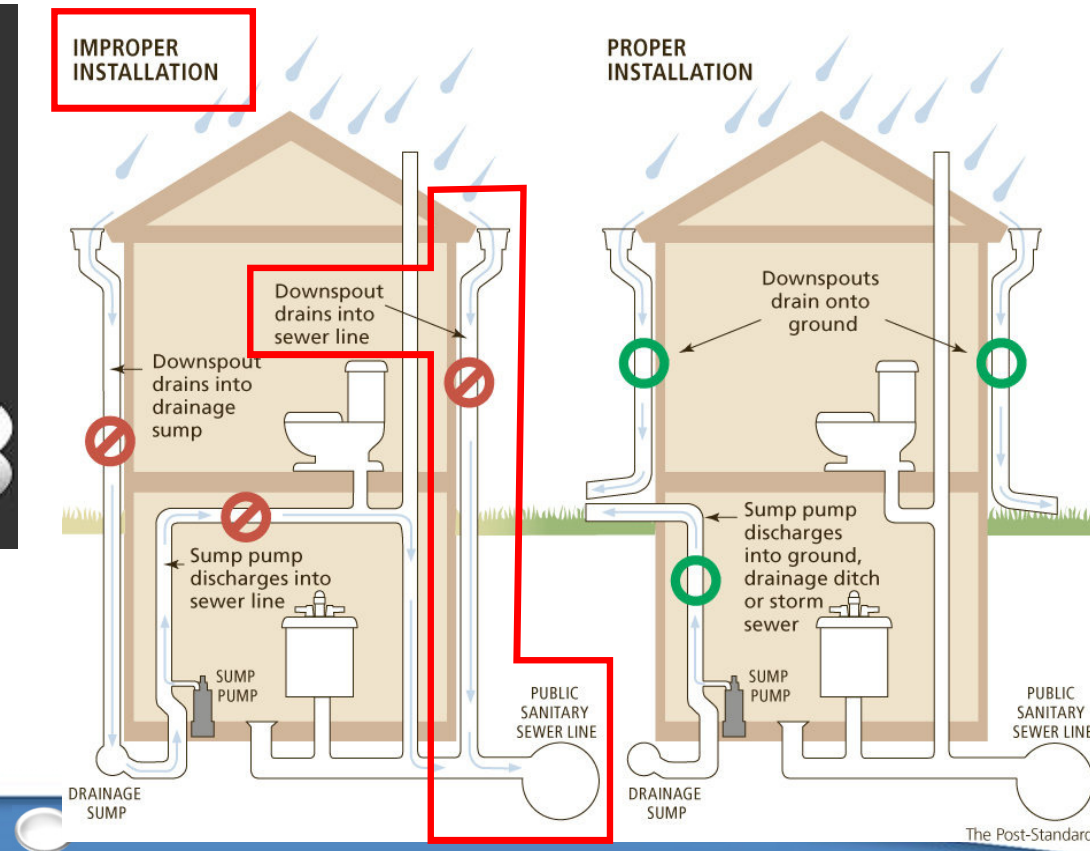 IMPROPER
INSTALLATION
Downspout
drains into
sewer line
Downspout
drains into
drainage
sump
Sump pump
discharges into
sewer line
SUMP
PUMP
PUBLIC
SANITARY
SEWER LINE
DRAINAGE
SUMP
PROPER
INSTALLATION
Downspouts
drain onto
ground
Sump pump
discharges
into ground,
drainage ditch
or storm
sewer
SUMP
PUMP
PUBLIC
SANITARY
SEWER LINE
DRAINAGE
SUMP
The Post-Standard